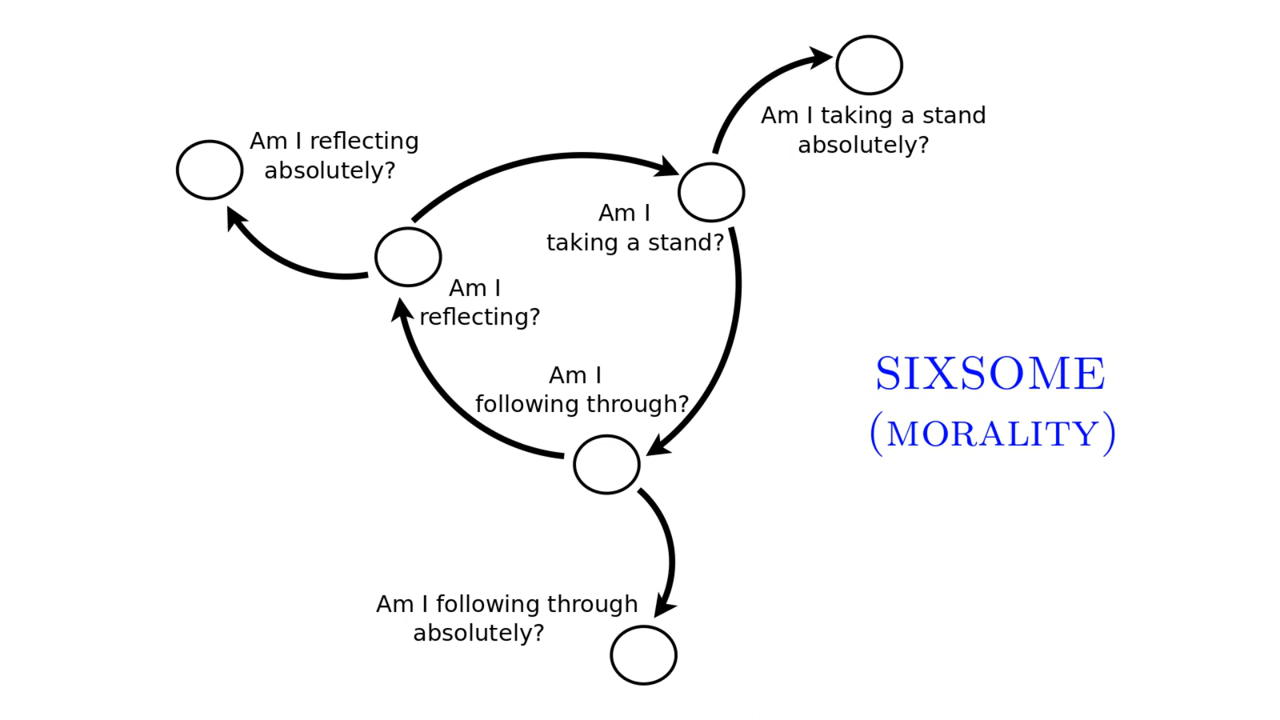 Am I taking a stand
absolutely?
Am I reflecting
absolutely?
Am I
taking a stand?
Am I
reflecting?
Am I
following through?
Am I following through
absolutely?
SIXSOME
(MORALITY)